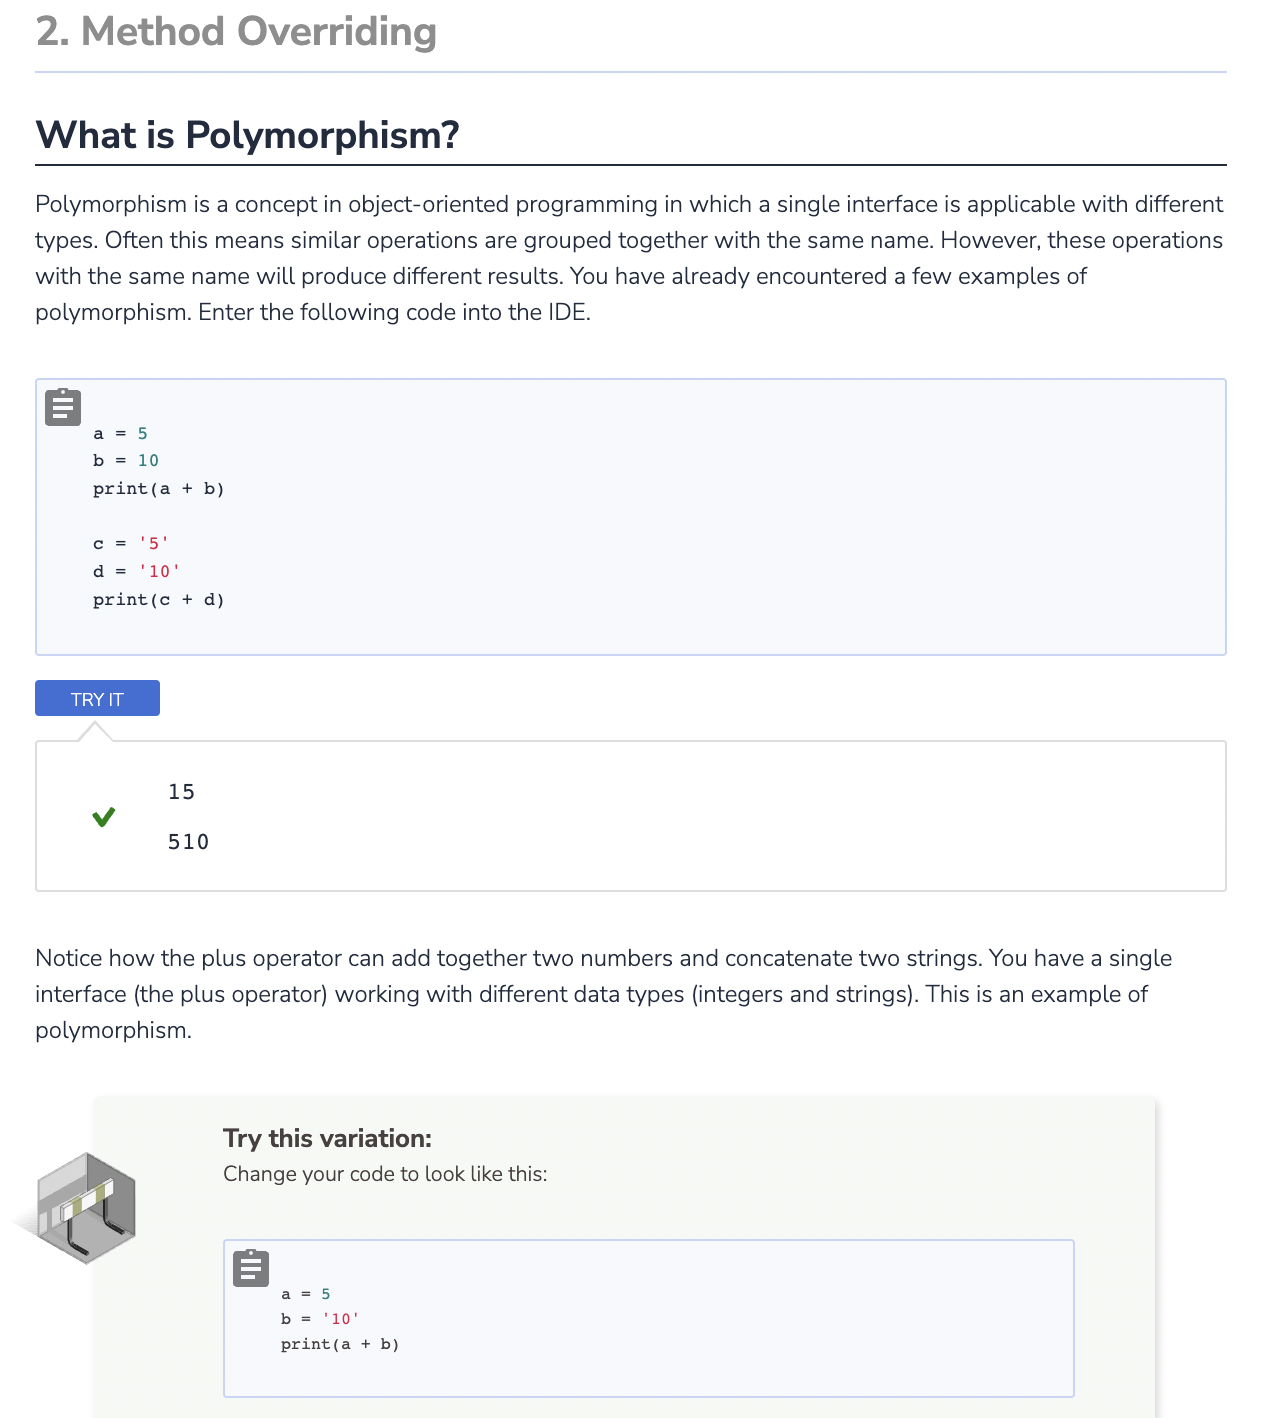 2. Method Overriding
What is Polymorphism?
Polymorphism is a concept in object-oriented programming in which a single interface is applicable with different
types. Often this means similar operations are grouped together with the same name. However, these operations
with the same name will produce different results. You have already encountered a few examples of
polymorphism. Enter the following code into the IDE.
a = 5
b = 10
print(a + b)
c = '5'
d = '10'
print(c + d)
TRY IT
15
510
Notice how the plus operator can add together two numbers and concatenate two strings. You have a single
interface (the plus operator) working with different data types (integers and strings). This is an example of
polymorphism.
Try this variation:
Change your code to look like this:
a = 5
b = '10'
print(a + b)